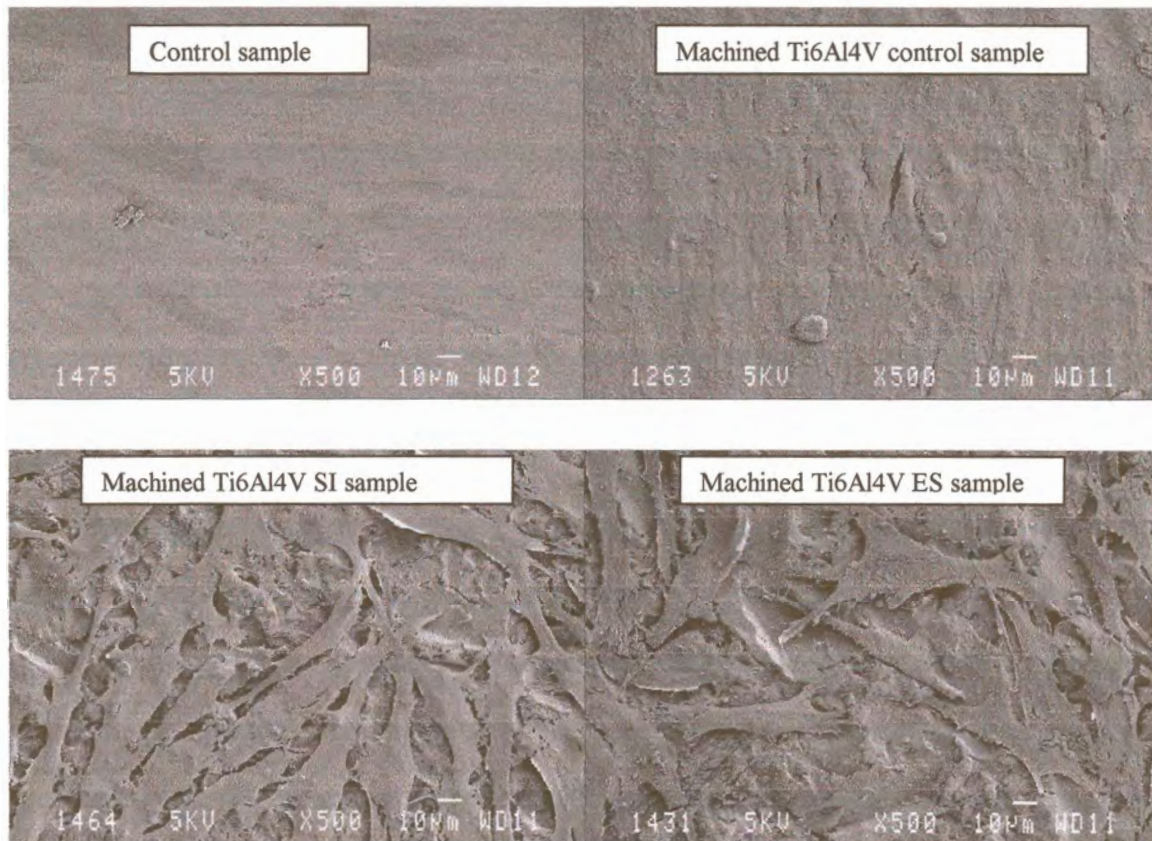 Control sample
Machined Ti6Al4V control sample
1475 5KV X500 10µm WD12
1263 5KV X500 10µm WD11
Machined Ti6Al4V SI sample
Machined Ti6Al4V ES sample
1464 5KV X500 10µm WD11
1431 5KV X500 10µm WD11